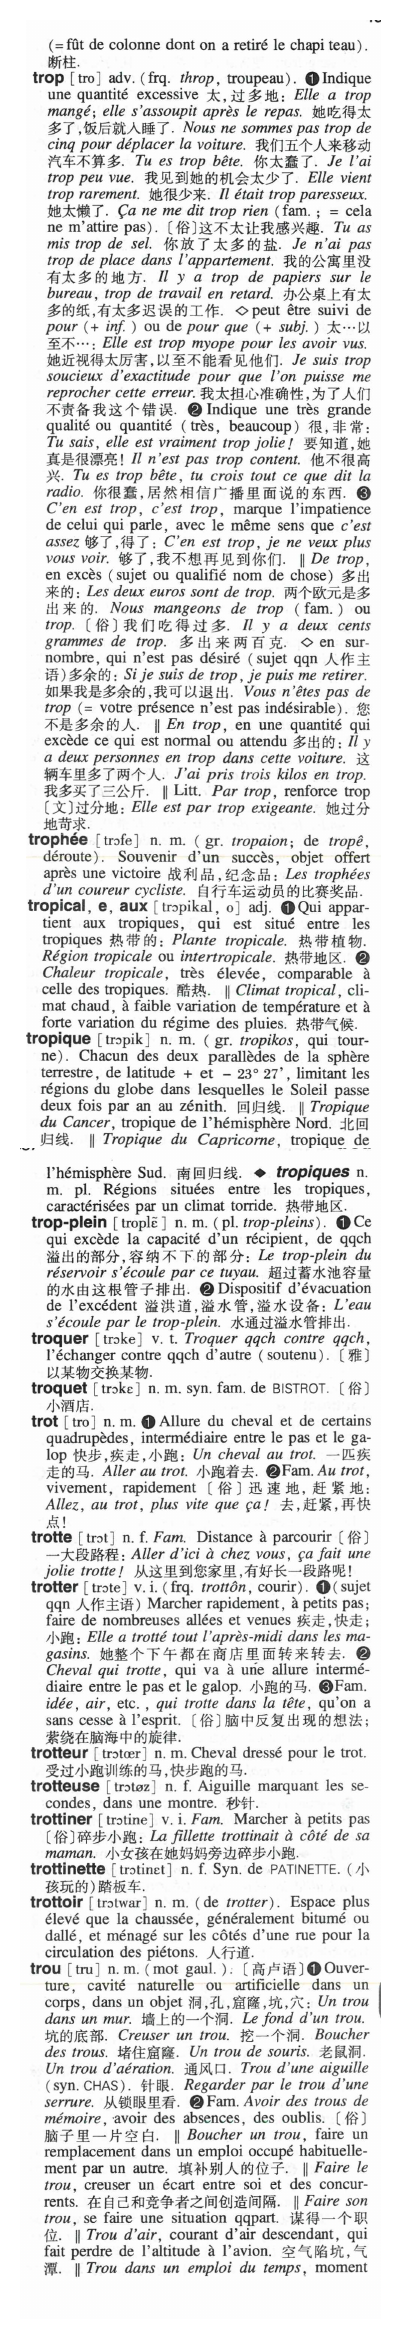 (=fût de colonne dont on a retiré le chapi teau).
断柱.
trop [tro] adv. (frq. throp, troupeau). ❶Indique
une quantité excessive 太,过多地: Elle a trop
mangé; elle s'assoupit après le repas. 她吃得太
多了,饭后就入睡了. Nous ne sommes pas trop de
cinq pour déplacer la voiture. 我们五个人来移动
汽车不算多. Tu es trop bête. 你太蠢了. Je l'ai
trop peu vue. 我见到她的机会太少了. Elle vient
trop rarement. 她很少来. Il était trop paresseux.
她太懒了. Ça ne me dit trop rien (fam.; = cela
ne m'attire pas). 〔俗〕这不太让我感兴趣. Tu as
mis trop de sel. 你放了太多的盐. Je n'ai pas
trop de place dans l'appartement. 我的公寓里没
有太多的地方. Il y a trop de papiers sur le
bureau, trop de travail en retard. 办公桌上有太
多的纸,有太多迟误的工作. ◇peut être suivi de
pour (+ inf.) ou de pour que (+ subj.) 太…以
至不…: Elle est trop myope pour les avoir vus.
她近视得太厉害,以至不能看见他们. Je suis trop
soucieux d'exactitude pour que l'on puisse me
reprocher cette erreur. 我太担心准确性,为了人们
不责备我这个错误. ❷Indique une très grande
qualité ou quantité (très, beaucoup) 很,非常:
Tu sais, elle est vraiment trop jolie! 要知道,她
真是很漂亮! Il n'est pas trop content. 他不很高
兴. Tu es trop bête, tu crois tout ce que dit la
radio. 你很蠢,居然相信广播里面说的东西. ❸
C'en est trop, c'est trop, marque l'impatience
de celui qui parle, avec le même sens que c'est
assez 够了,得了: C'en est trop, je ne veux plus
vous voir. 够了,我不想再见到你们. ‖ De trop,
en excès (sujet ou qualifié nom de chose) 多出
来的: Les deux euros sont de trop. 两个欧元是多
出来的. Nous mangeons de trop (fam.) ou
trop. 〔俗〕我们吃得过多. Il y a deux cents
grammes de trop. 多出来两百克. ◇ en sur-
nombre, qui n'est pas désiré (sujet qqn 人作主
语)多余的: Si je suis de trop, je puis me retirer.
如果我是多余的,我可以退出. Vous n'êtes pas de
trop (= votre présence n'est pas indésirable). 您
不是多余的人. ‖ En trop, en une quantité qui
excède ce qui est normal ou attendu 多出的: Il y
a deux personnes en trop dans cette voiture. 这
辆车里多了两个人. J'ai pris trois kilos en trop.
我多买了三公斤. ‖ Litt. Par trop, renforce trop
〔文〕过分地: Elle est par trop exigeante. 她过分
地苛求.
trophée [trɔfe] n. m. (gr. tropaion; de tropê,
déroute). Souvenir d'un succès, objet offert
après une victoire 战利品,纪念品: Les trophées
d'un coureur cycliste. 自行车运动员的比赛奖品.
tropical, e, aux [trɔpikal, o] adj. ❶Qui appar-
tient aux tropiques, qui est situé entre les
tropiques 热带的: Plante tropicale. 热带植物.
Région tropicale ou intertropicale. 热带地区. ❷
Chaleur tropicale, très élevée, comparable à
celle des tropiques. 酷热. ‖ Climat tropical, cli-
mat chaud, à faible variation de température et à
forte variation du régime des pluies. 热带气候.
tropique [trɔpik] n. m. (gr. tropikos, qui tour-
ne). Chacun des deux parallèdes de la sphère
terrestre, de latitude + et − 23° 27′, limitant les
régions du globe dans lesquelles le Soleil passe
deux fois par an au zénith. 回归线. ‖ Tropique
du Cancer, tropique de l'hémisphère Nord. 北回
归线. ‖ Tropique du Capricorne, tropique de
l'hémisphère Sud. 南回归线. ◆ tropiques n.
m. pl. Régions situées entre les tropiques,
caractérisées par un climat torride. 热带地区.
trop-plein [troplɛ̃] n. m. (pl. trop-pleins). ❶Ce
qui excède la capacité d'un récipient, de qqch
溢出的部分,容纳不下的部分: Le trop-plein du
réservoir s'écoule par ce tuyau. 超过蓄水池容量
的水由这根管子排出. ❷Dispositif d'évacuation
de l'excédent 溢洪道,溢水管,溢水设备: L'eau
s'écoule par le trop-plein. 水通过溢水管排出.
troquer [trɔke] v. t. Troquer qqch contre qqch,
l'échanger contre qqch d'autre (soutenu). 〔雅〕
以某物交换某物.
troquet [trɔkɛ] n. m. syn. fam. de BISTROT. 〔俗〕
小酒店.
trot [tro] n. m. ❶Allure du cheval et de certains
quadrupèdes, intermédiaire entre le pas et le ga-
lop 快步,疾走,小跑: Un cheval au trot. 一匹疾
走的马. Aller au trot. 小跑着去. ❷Fam. Au trot,
vivement, rapidement 〔俗〕迅速地,赶紧地:
Allez, au trot, plus vite que ça! 去,赶紧,再快
点!
trotte [trɔt] n. f. Fam. Distance à parcourir 〔俗〕
一大段路程: Aller d'ici à chez vous, ça fait une
jolie trotte! 从这里到您家里,有好长一段路呢!
trotter [trɔte] v. i. (frq. trottôn, courir). ❶(sujet
qqn 人作主语) Marcher rapidement, à petits pas;
faire de nombreuses allées et venues 疾走,快走;
小跑: Elle a trotté tout l'après-midi dans les ma-
gasins. 她整个下午都在商店里面转来转去. ❷
Cheval qui trotte, qui va à une allure intermé-
diaire entre le pas et le galop. 小跑的马. ❸Fam.
idée, air, etc., qui trotte dans la tête, qu'on a
sans cesse à l'esprit. 〔俗〕脑中反复出现的想法;
萦绕在脑海中的旋律.
trotteur [trɔtœr] n. m. Cheval dressé pour le trot.
受过小跑训练的马,快步跑的马.
trotteuse [trɔtøz] n. f. Aiguille marquant les se-
condes, dans une montre. 秒针.
trottiner [trɔtine] v. i. Fam. Marcher à petits pas
〔俗〕碎步小跑: La fillette trottinait à côté de sa
maman. 小女孩在她妈妈旁边碎步小跑.
trottinette [trɔtinɛt] n. f. Syn. de PATINETTE. (小
孩玩的)踏板车.
trottoir [trɔtwar] n. m. (de trotter). Espace plus
élevé que la chaussée, généralement bitumé ou
dallé, et ménagé sur les côtés d'une rue pour la
circulation des piétons. 人行道.
trou [tru] n. m. (mot gaul.). 〔高卢语〕❶Ouver-
ture, cavité naturelle ou artificielle dans un
corps, dans un objet 洞,孔,窟窿,坑,穴: Un trou
dans un mur. 墙上的一个洞. Le fond d'un trou.
坑的底部. Creuser un trou. 挖一个洞. Boucher
des trous. 堵住窟窿. Un trou de souris. 老鼠洞.
Un trou d'aération. 通风口. Trou d'une aiguille
(syn. CHAS). 针眼. Regarder par le trou d'une
serrure. 从锁眼里看. ❷Fam. Avoir des trous de
mémoire, avoir des absences, des oublis. 〔俗〕
脑子里一片空白. ‖ Boucher un trou, faire un
remplacement dans un emploi occupé habituelle-
ment par un autre. 填补别人的位子. ‖ Faire le
trou, creuser un écart entre soi et des concur-
rents. 在自己和竞争者之间创造间隔. ‖ Faire son
trou, se faire une situation qqpart. 谋得一个职
位. ‖ Trou d'air, courant d'air descendant, qui
fait perdre de l'altitude à l'avion. 空气陷坑,气
潭. ‖ Trou dans un emploi du temps, moment